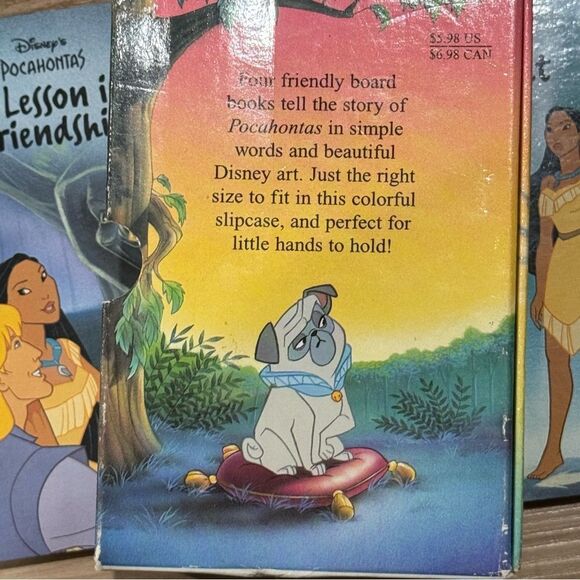 Disney's
POCAHONTAS
Lesson i
riendshi
$5.98 US
$6.98 CAN
Four friendly board
books tell the story of
Pocahontas in simple
words and beautiful
Disney art. Just the right
size to fit in this colorful
slipcase, and perfect for
little hands to hold!
t